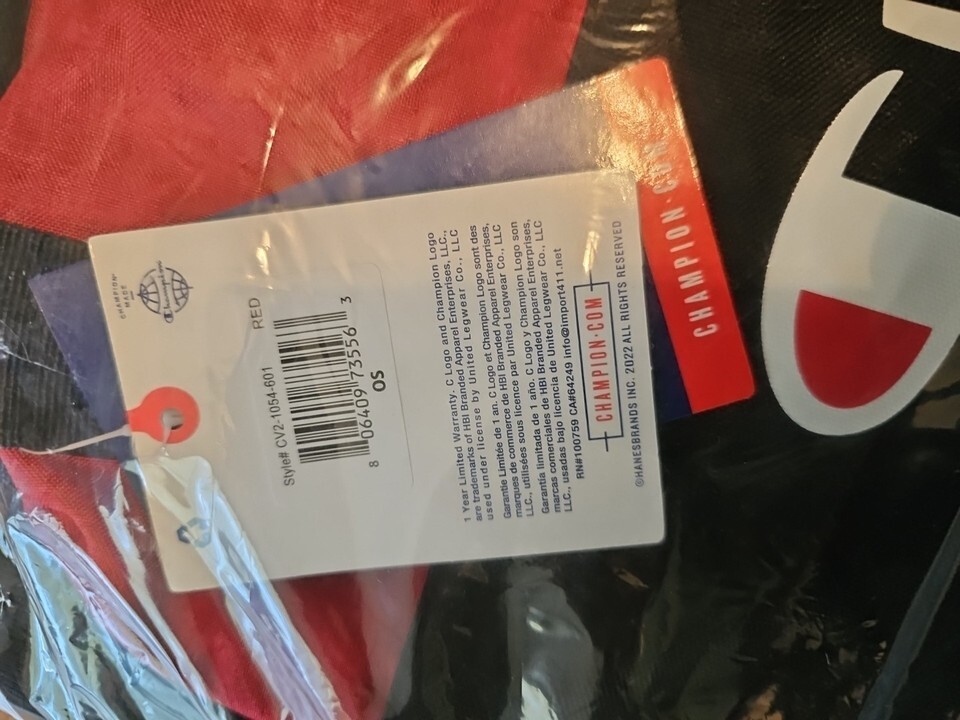 CHAMPION®
MADE
Champion
Style# CV2-1054-601
RED
8 06409 73556 3
OS
1 Year Limited Warranty. C Logo and Champion Logo
are trademarks of HBI Branded Apparel Enterprises, LLC.,
used under license by United Legwear Co., LLC
Garantie Limitée de 1 an. C Logo et Champion Logo sont des
marques de commerce de HBI Branded Apparel Enterprises,
LLC., utilisées sous licence par United Legwear Co., LLC
Garantía limitada de 1 año. C Logo y Champion Logo son
marcas comerciales de HBI Branded Apparel Enterprises,
LLC., usadas bajo licencia de United Legwear Co., LLC
RN#100759 CA#64249 info@import411.net
CHAMPION·COM
©HANESBRANDS INC. 2022 ALL RIGHTS RESERVED
CHAMPION·COM